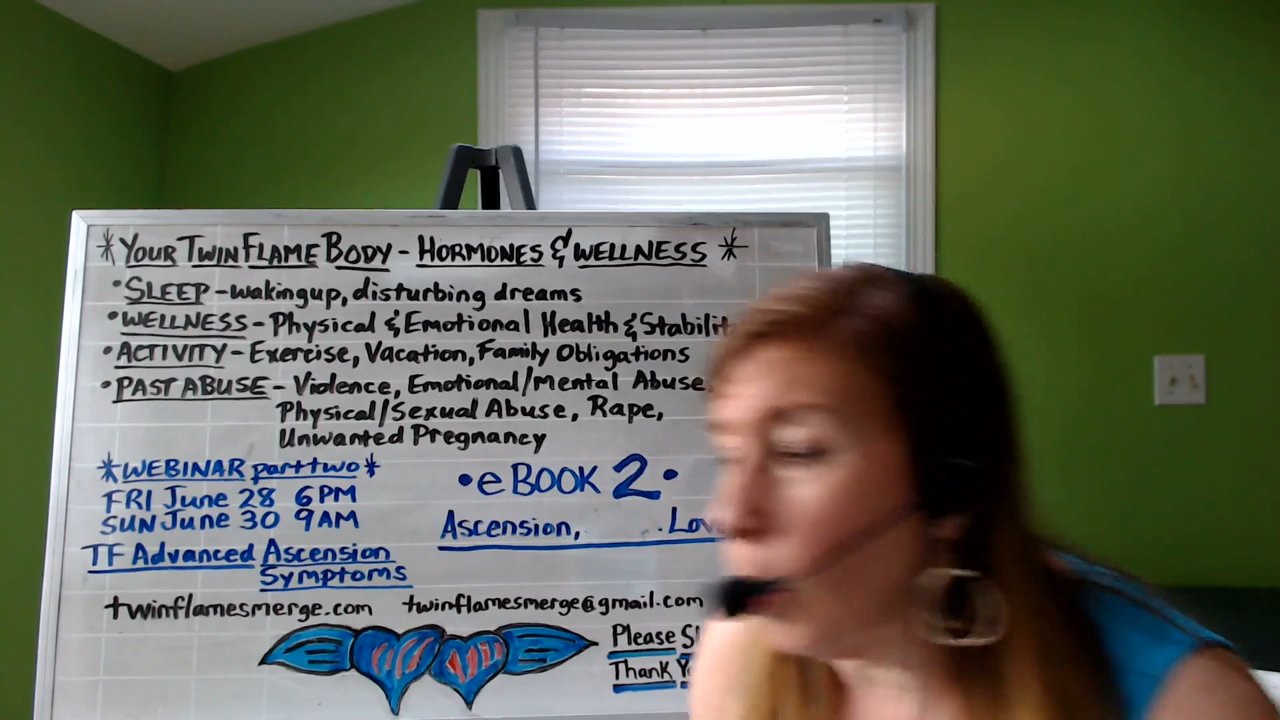 *YOUR TWIN FLAME BODY - HORMONES & WELLNESS*
•SLEEP - waking up, disturbing dreams
•WELLNESS - Physical & Emotional Health & Stabilit
•ACTIVITY - Exercise, Vacation, Family Obligations
•PAST ABUSE - Violence, Emotional/Mental Abuse,
Physical/Sexual Abuse, Rape,
Unwanted Pregnancy
*WEBINAR part two*
FRI June 28 6PM
SUN June 30 9AM
TF Advanced Ascension
Symptoms
•eBOOK 2•
Ascension,
twinflamesmerge.com twinflamesmerge@gmail.com
Please
Thank